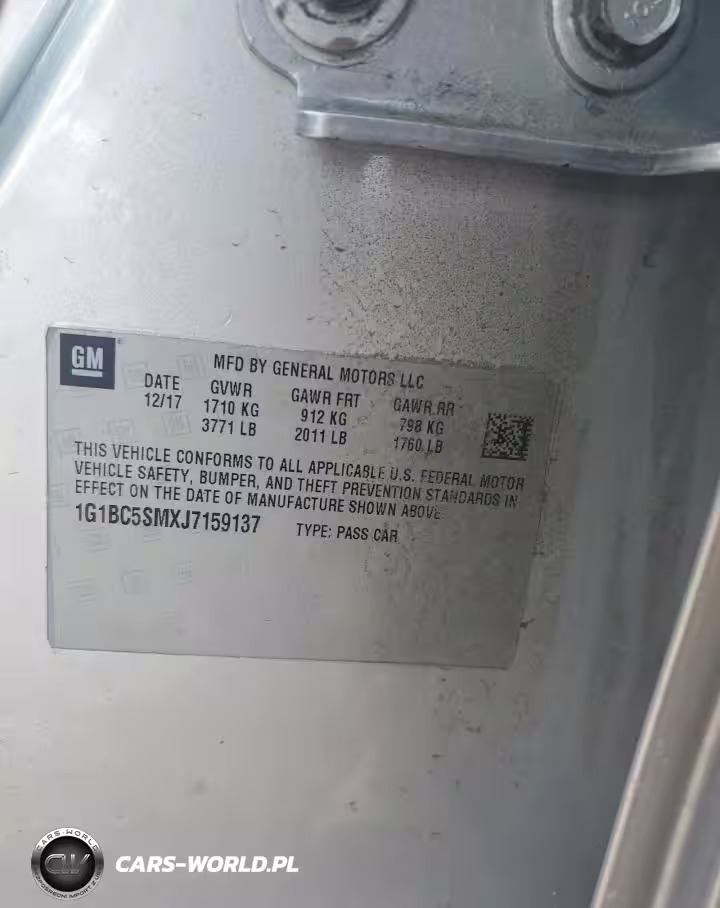 GM
MFD BY GENERAL MOTORS LLC
DATE GVWR GAWR FRT GAWR RR
12/17 1710 KG 912 KG 798 KG
3771 LB 2011 LB 1760 LB
THIS VEHICLE CONFORMS TO ALL APPLICABLE U.S. FEDERAL MOTOR
VEHICLE SAFETY, BUMPER, AND THEFT PREVENTION STANDARDS IN
EFFECT ON THE DATE OF MANUFACTURE SHOWN ABOVE.
1G1BC5SMXJ7159137 TYPE: PASS CAR
CARS-WORLD
CW
CARS-WORLD.PL